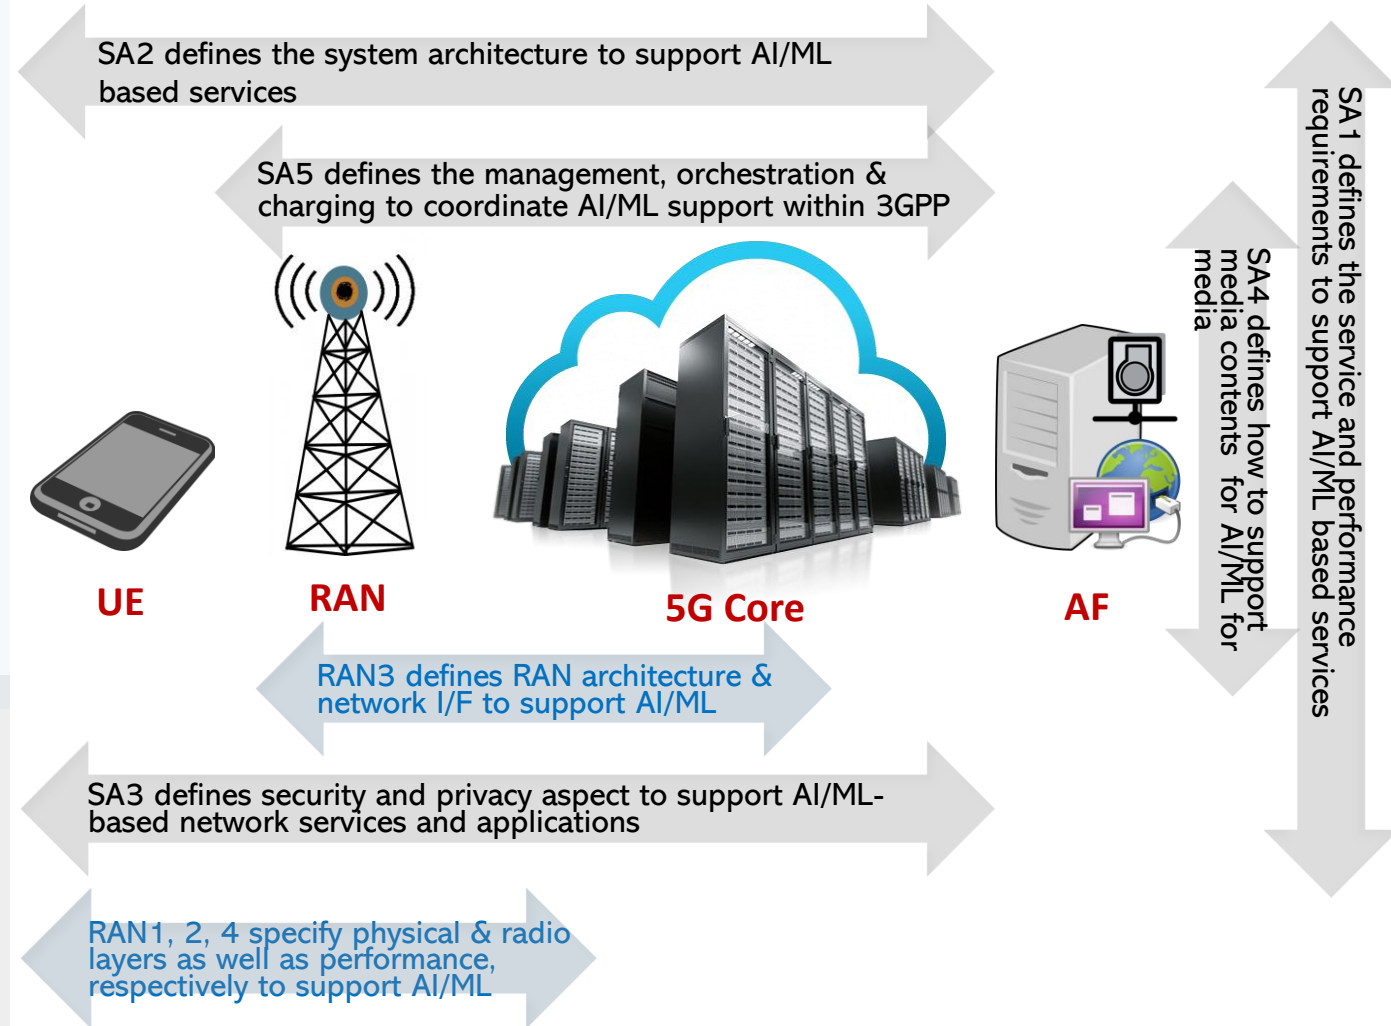 SA2 defines the system architecture to support AI/ML
based services
SA5 defines the management, orchestration &
charging to coordinate AI/ML support within 3GPP
UE
RAN
5G Core
AF
RAN3 defines RAN architecture &
network I/F to support AI/ML
SA3 defines security and privacy aspect to support AI/ML-
based network services and applications
RAN1, 2, 4 specify physical & radio
layers as well as performance,
respectively to support AI/ML
SA4 defines how to support
media contents for AI/ML for
media
SA1 defines the service and performance
requirements to support AI/ML based services